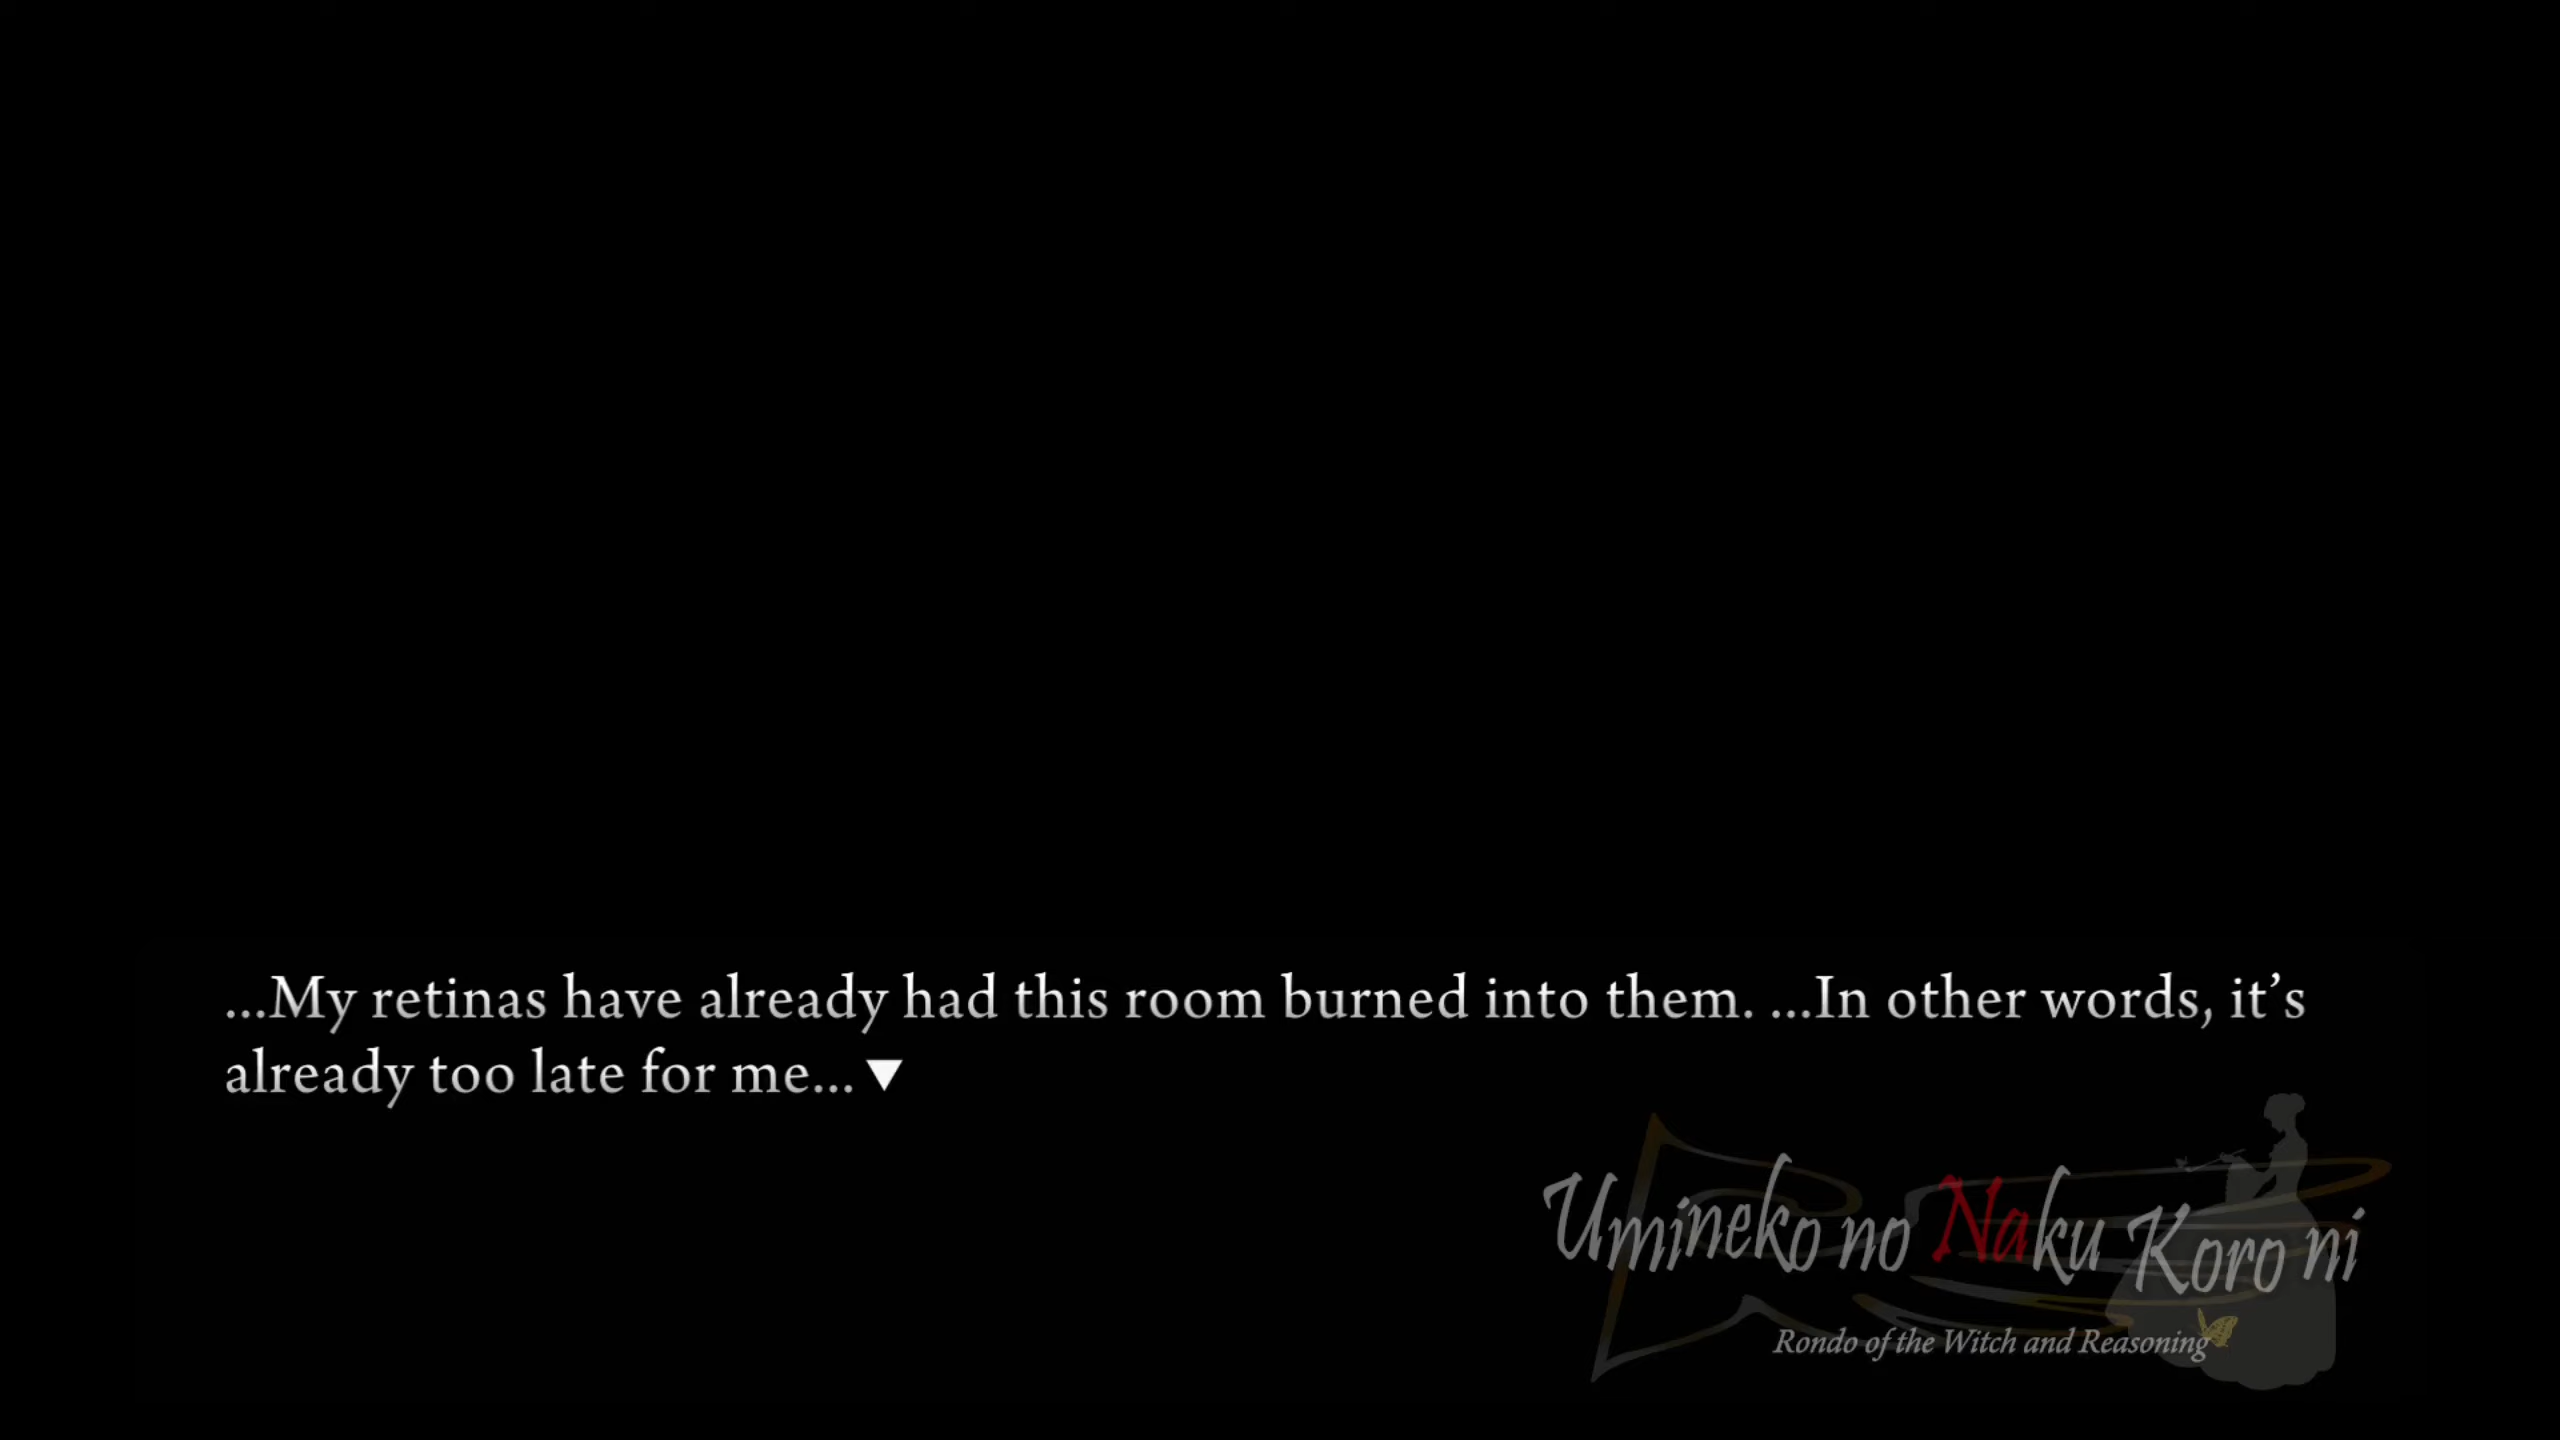 ...My retinas have already had this room burned into them. ...In other words, it's
already too late for me...
Umineko no Naku Koro ni
Rondo of the Witch and Reasoning